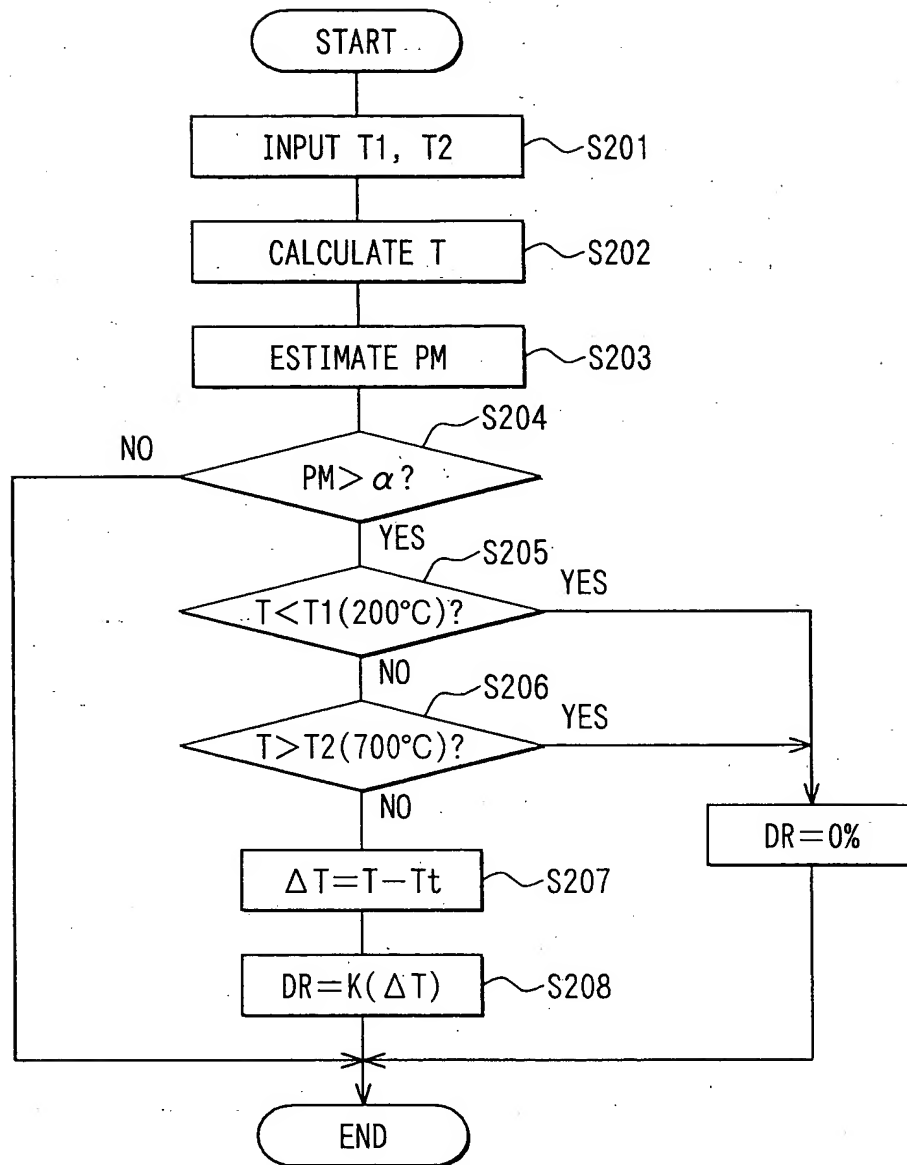 START
INPUT T1, T2
S201
CALCULATE T
S202
ESTIMATE PM
S203
S204
NO
PM> α?
YES
S205
YES
T<T1(200°C)?
NO
S206
YES
T>T2(700°C)?
NO
DR=0%
ΔT=T−Tt
S207
DR=K(ΔT)
S208
END